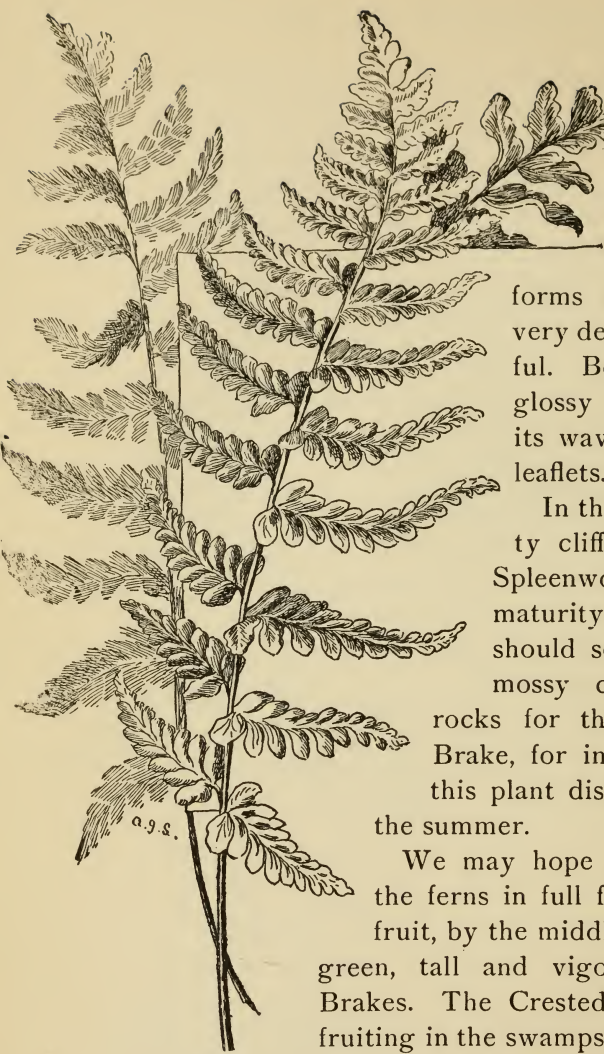 a.g.s.
forms
very de
ful. Be
glossy
its wav
leaflets.
In th
ty cliff
Spleenwo
maturity
should se
mossy c
rocks for th
Brake, for in
this plant dis
the summer.
We may hope
the ferns in full f
fruit, by the midd
green, tall and vigo
Brakes. The Crested
fruiting in the swamps